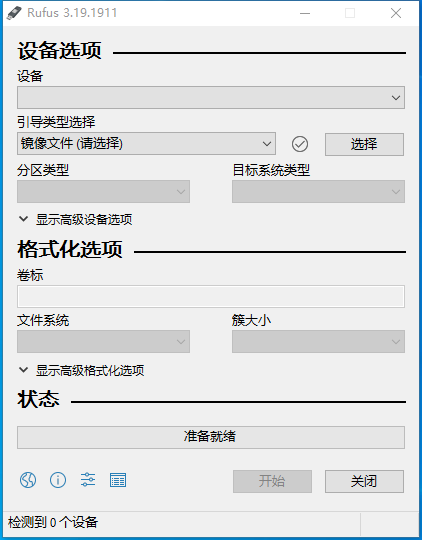 Rufus 3.19.1911
设备选项
设备
引导类型选择
镜像文件 (请选择)
选择
分区类型 目标系统类型
显示高级设备选项
格式化选项
卷标
文件系统 簇大小
显示高级格式化选项
状态
准备就绪
开始 关闭
检测到 0 个设备